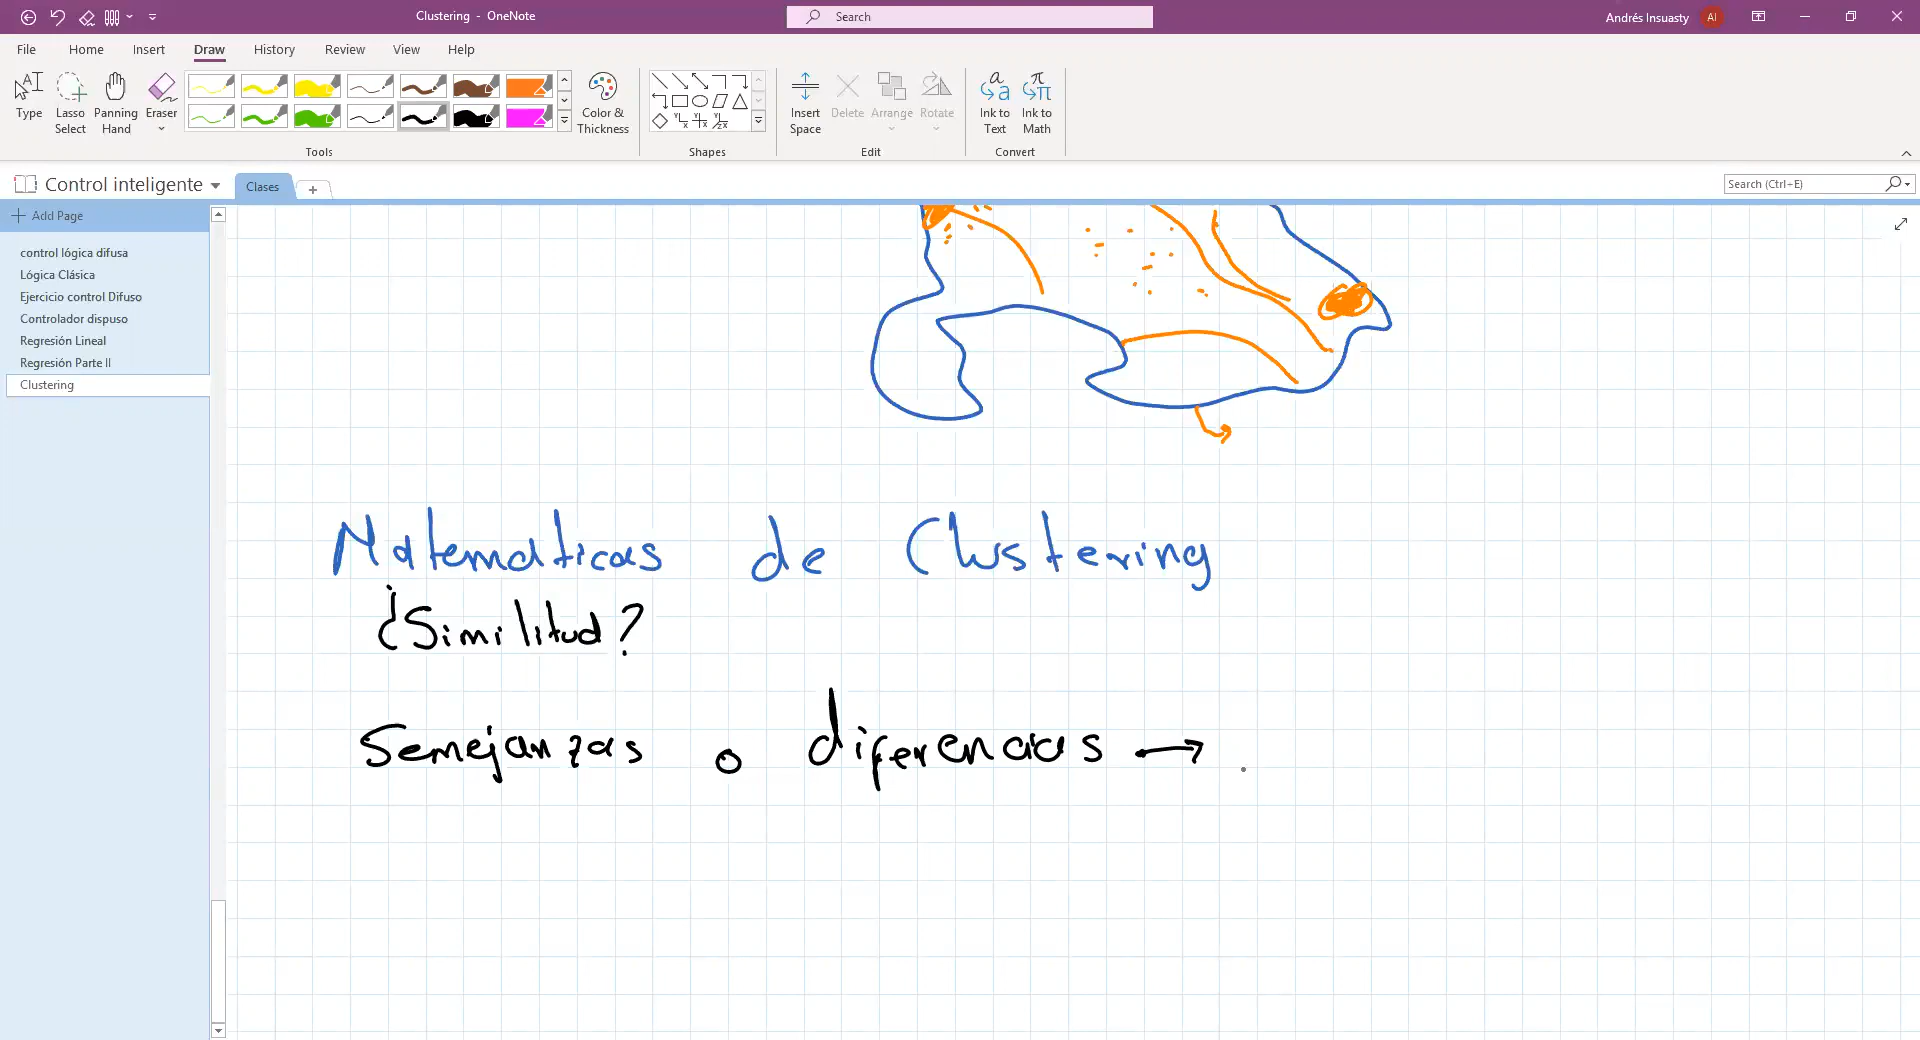 Clustering - OneNote
Search
Andrés Insuasty
AI
File Home Insert Draw History Review View Help
Type
Lasso Select
Panning Hand
Eraser
Color & Thickness
Insert Space
Delete
Arrange
Rotate
Ink to Text
Ink to Math
Tools
Shapes
Edit
Convert
Control inteligente
Clases
Search (Ctrl+E)
Add Page
control lógica difusa
Lógica Clásica
Ejercicio control Difuso
Controlador dispuso
Regresión Lineal
Regresión Parte II
Clustering
Matematicas de Clustering
¿Similitud?
Semejanzas o diferencias →